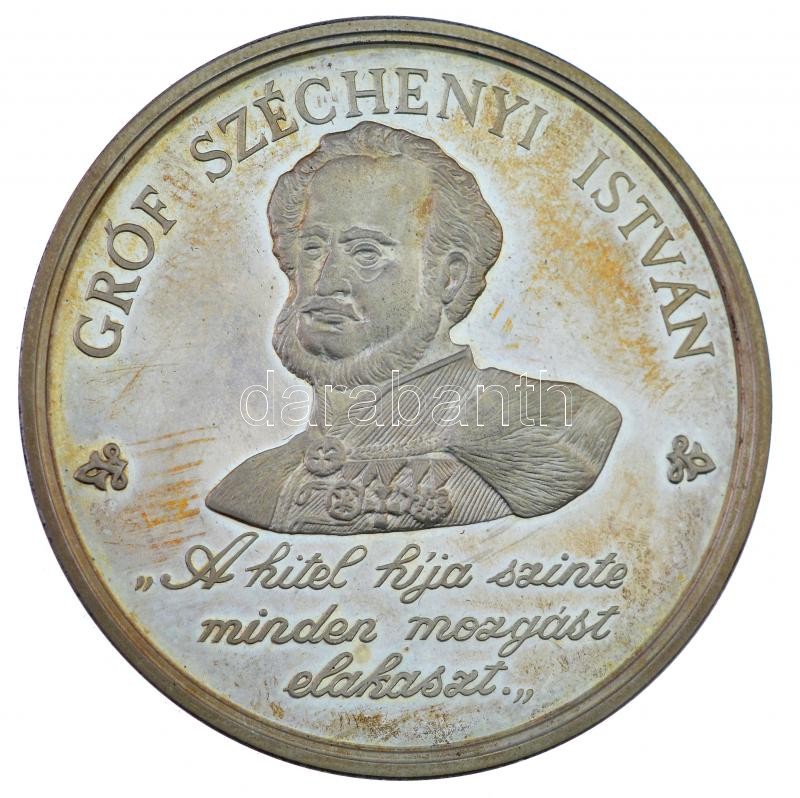 GRÓF SZÉCHENYI ISTVÁN
darabanth
„A hitel híja szinte
minden mozgást
elakaszt.„